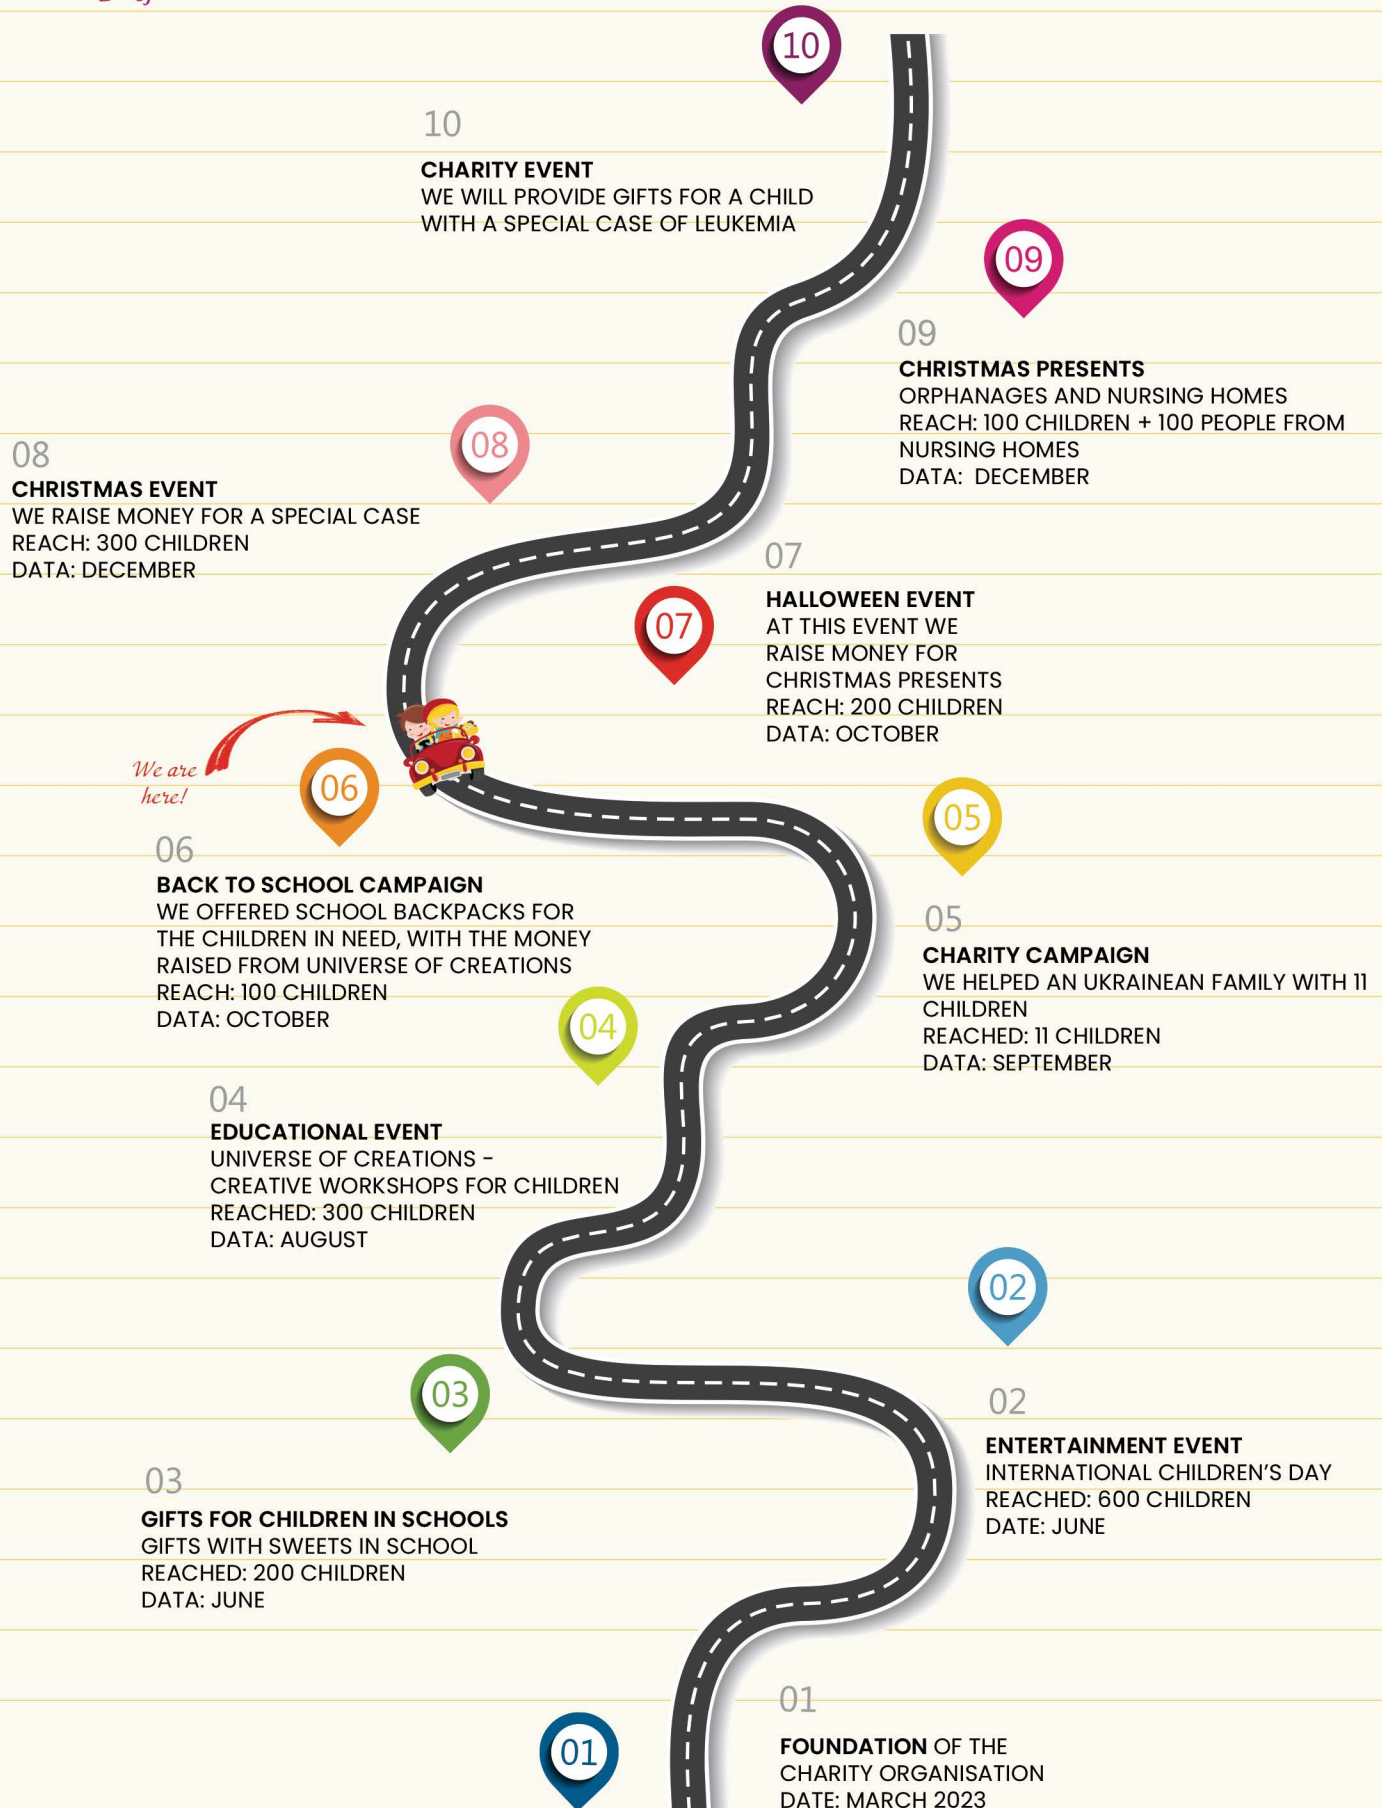 10
10
CHARITY EVENT
WE WILL PROVIDE GIFTS FOR A CHILD
WITH A SPECIAL CASE OF LEUKEMIA
09
09
CHRISTMAS PRESENTS
ORPHANAGES AND NURSING HOMES
REACH: 100 CHILDREN + 100 PEOPLE FROM
NURSING HOMES
DATA: DECEMBER
08
08
CHRISTMAS EVENT
WE RAISE MONEY FOR A SPECIAL CASE
REACH: 300 CHILDREN
DATA: DECEMBER
07
07
HALLOWEEN EVENT
AT THIS EVENT WE
RAISE MONEY FOR
CHRISTMAS PRESENTS
REACH: 200 CHILDREN
DATA: OCTOBER
We are
here!
06
06
BACK TO SCHOOL CAMPAIGN
WE OFFERED SCHOOL BACKPACKS FOR
THE CHILDREN IN NEED, WITH THE MONEY
RAISED FROM UNIVERSE OF CREATIONS
REACH: 100 CHILDREN
DATA: OCTOBER
05
05
CHARITY CAMPAIGN
WE HELPED AN UKRAINEAN FAMILY WITH 11
CHILDREN
REACHED: 11 CHILDREN
DATA: SEPTEMBER
04
04
EDUCATIONAL EVENT
UNIVERSE OF CREATIONS -
CREATIVE WORKSHOPS FOR CHILDREN
REACHED: 300 CHILDREN
DATA: AUGUST
02
02
ENTERTAINMENT EVENT
INTERNATIONAL CHILDREN'S DAY
REACHED: 600 CHILDREN
DATE: JUNE
03
03
GIFTS FOR CHILDREN IN SCHOOLS
GIFTS WITH SWEETS IN SCHOOL
REACHED: 200 CHILDREN
DATA: JUNE
01
01
FOUNDATION OF THE
CHARITY ORGANISATION
DATE: MARCH 2023